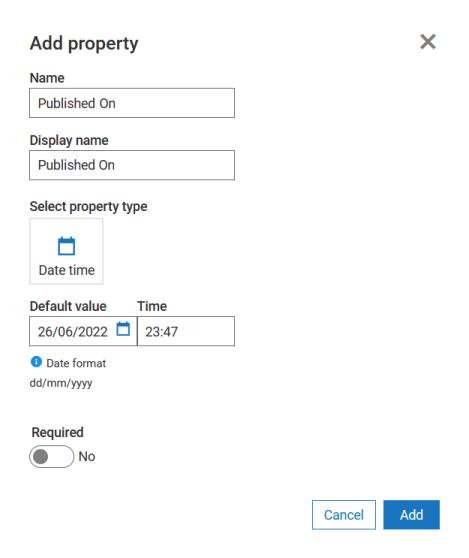 Add property
Name
Published On
Display name
Published On
Select property type
Date time
Default value Time
26/06/2022 23:47
Date format
dd/mm/yyyy
Required
No
Cancel Add